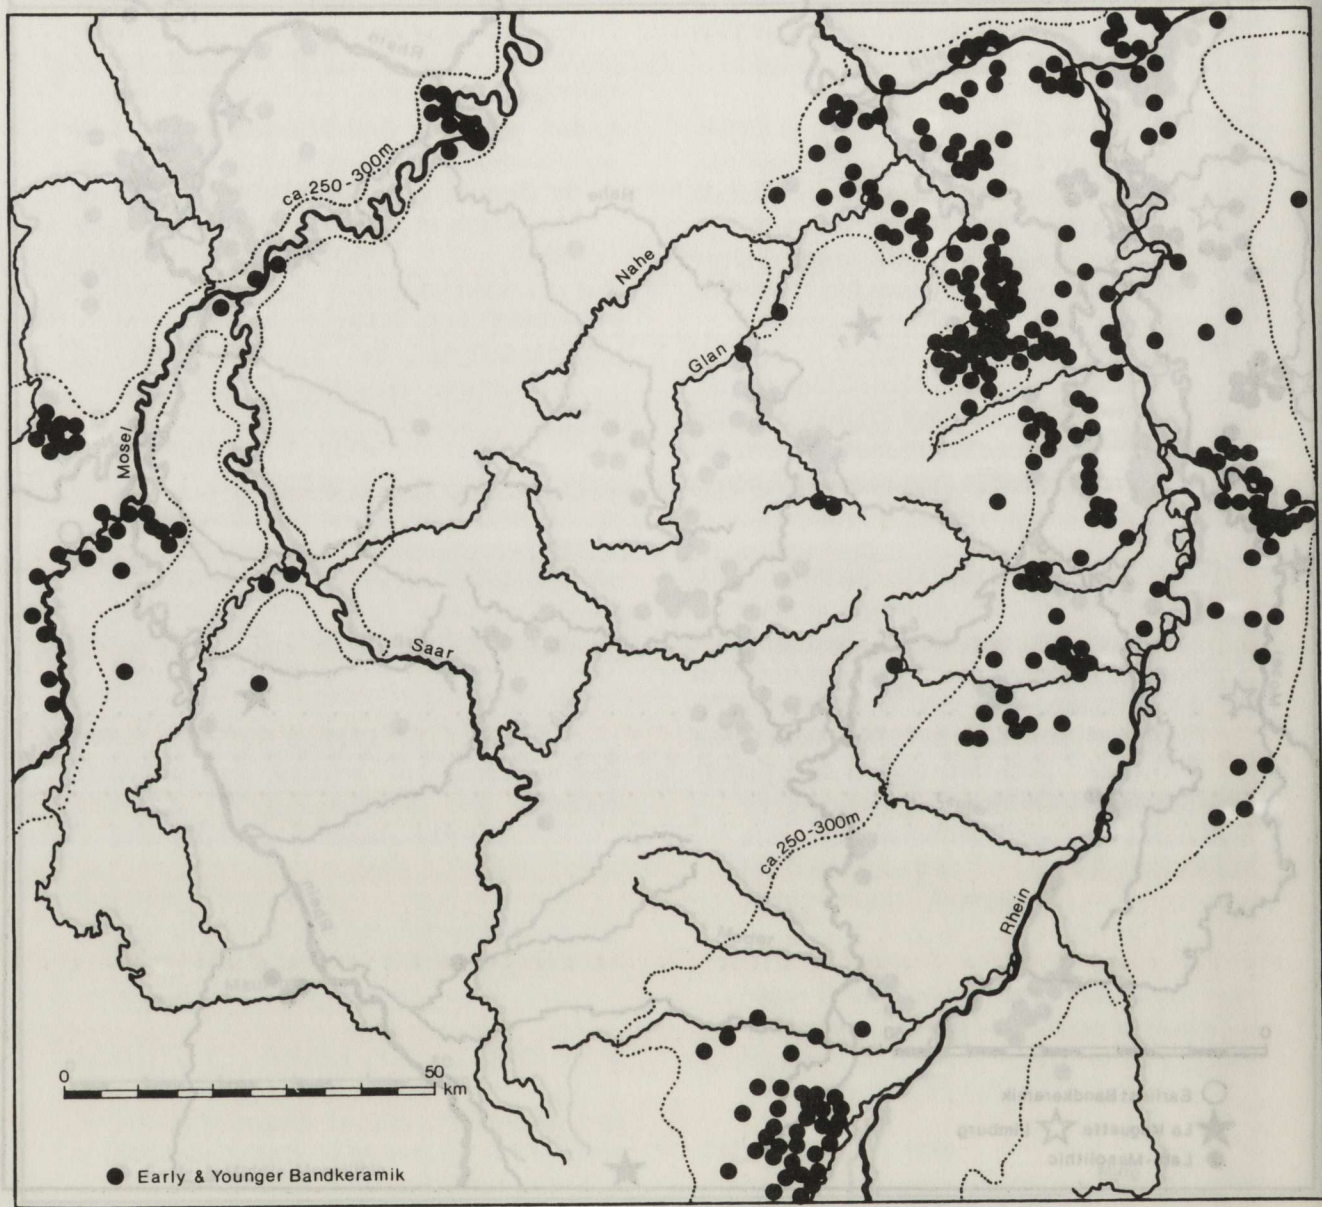 ca. 250-300m
Nahe
Glan
Mosel
Saar
ca. 250-300m
Rhein
0 50 km
Early & Younger Bandkeramik